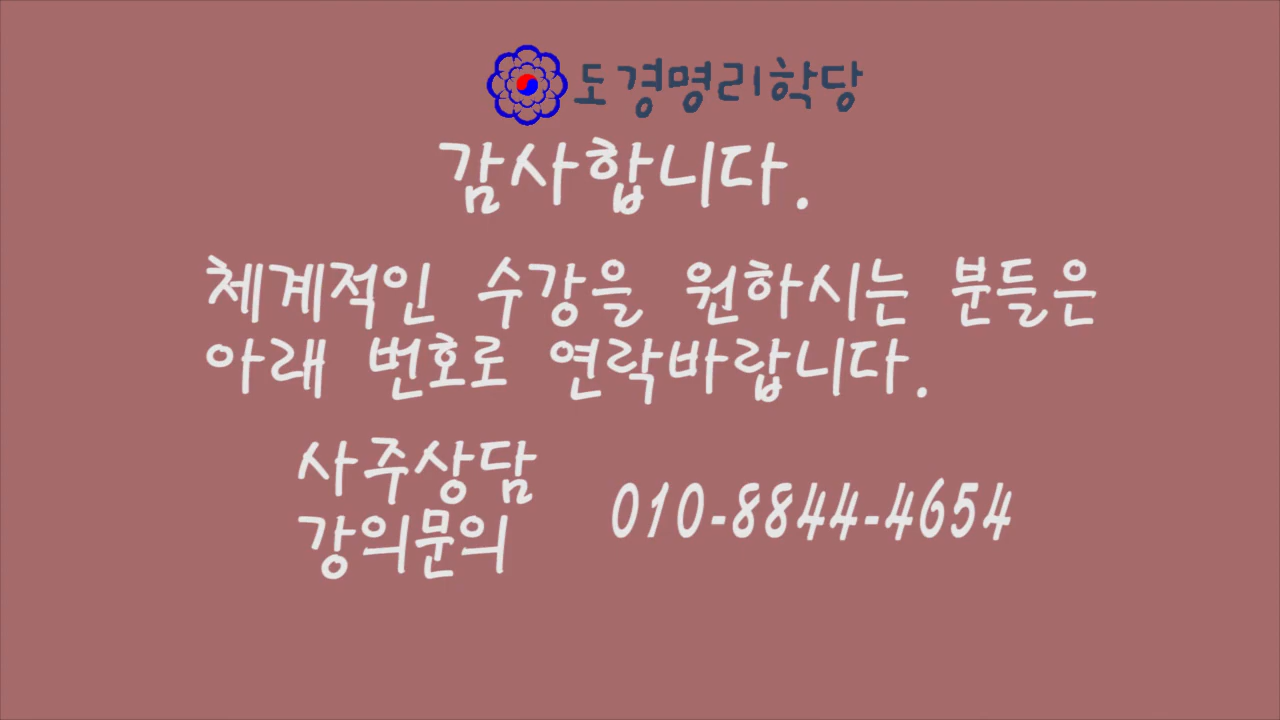 도경명리학당
감사합니다.
체계적인 수강을 원하시는 분들은
아래 번호로 연락바랍니다.
사주상담
강의문의
010-8844-4654